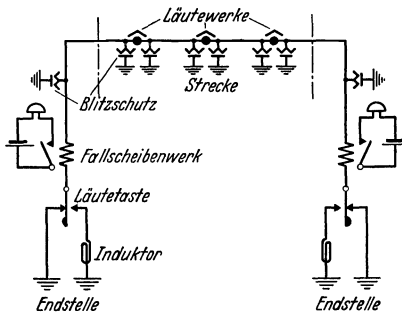 Läutewerke
Strecke
Blitzschutz
Fallscheibenwerk
Läutetaste
Induktor
Endstelle
Endstelle